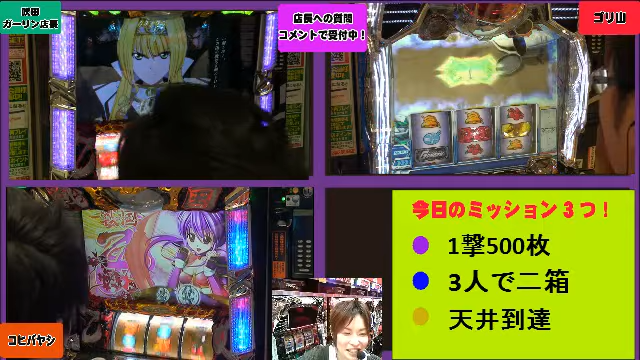 吹田
ガーリン店長
店長への質問
コメントで受付中！
ゴリ山
コヒバヤシ
今日のミッション３つ！
1撃500枚
3人で二箱
天井到達